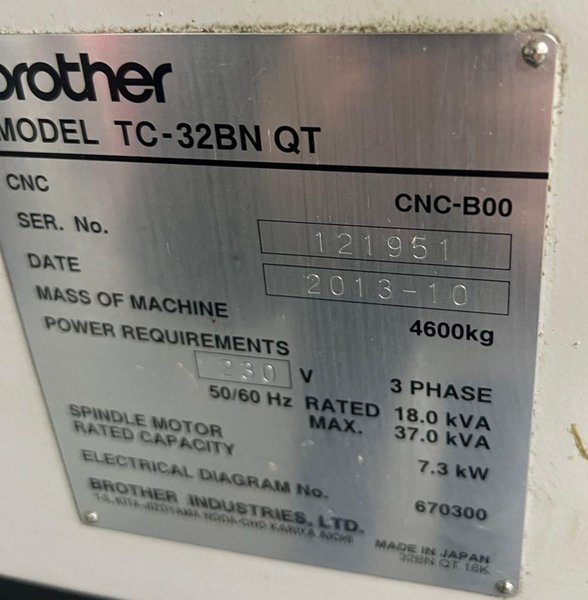 brother
MODEL TC-32BN QT
CNC CNC-B00
SER. No. 121951
DATE 2013-10
MASS OF MACHINE 4600kg
POWER REQUIREMENTS
230 V 3 PHASE
50/60 Hz RATED 18.0 kVA
MAX. 37.0 kVA
SPINDLE MOTOR
RATED CAPACITY 7.3 kW
ELECTRICAL DIAGRAM No. 670300
BROTHER INDUSTRIES, LTD.
KARIYA AICHI
MADE IN JAPAN
32BN QT 16K